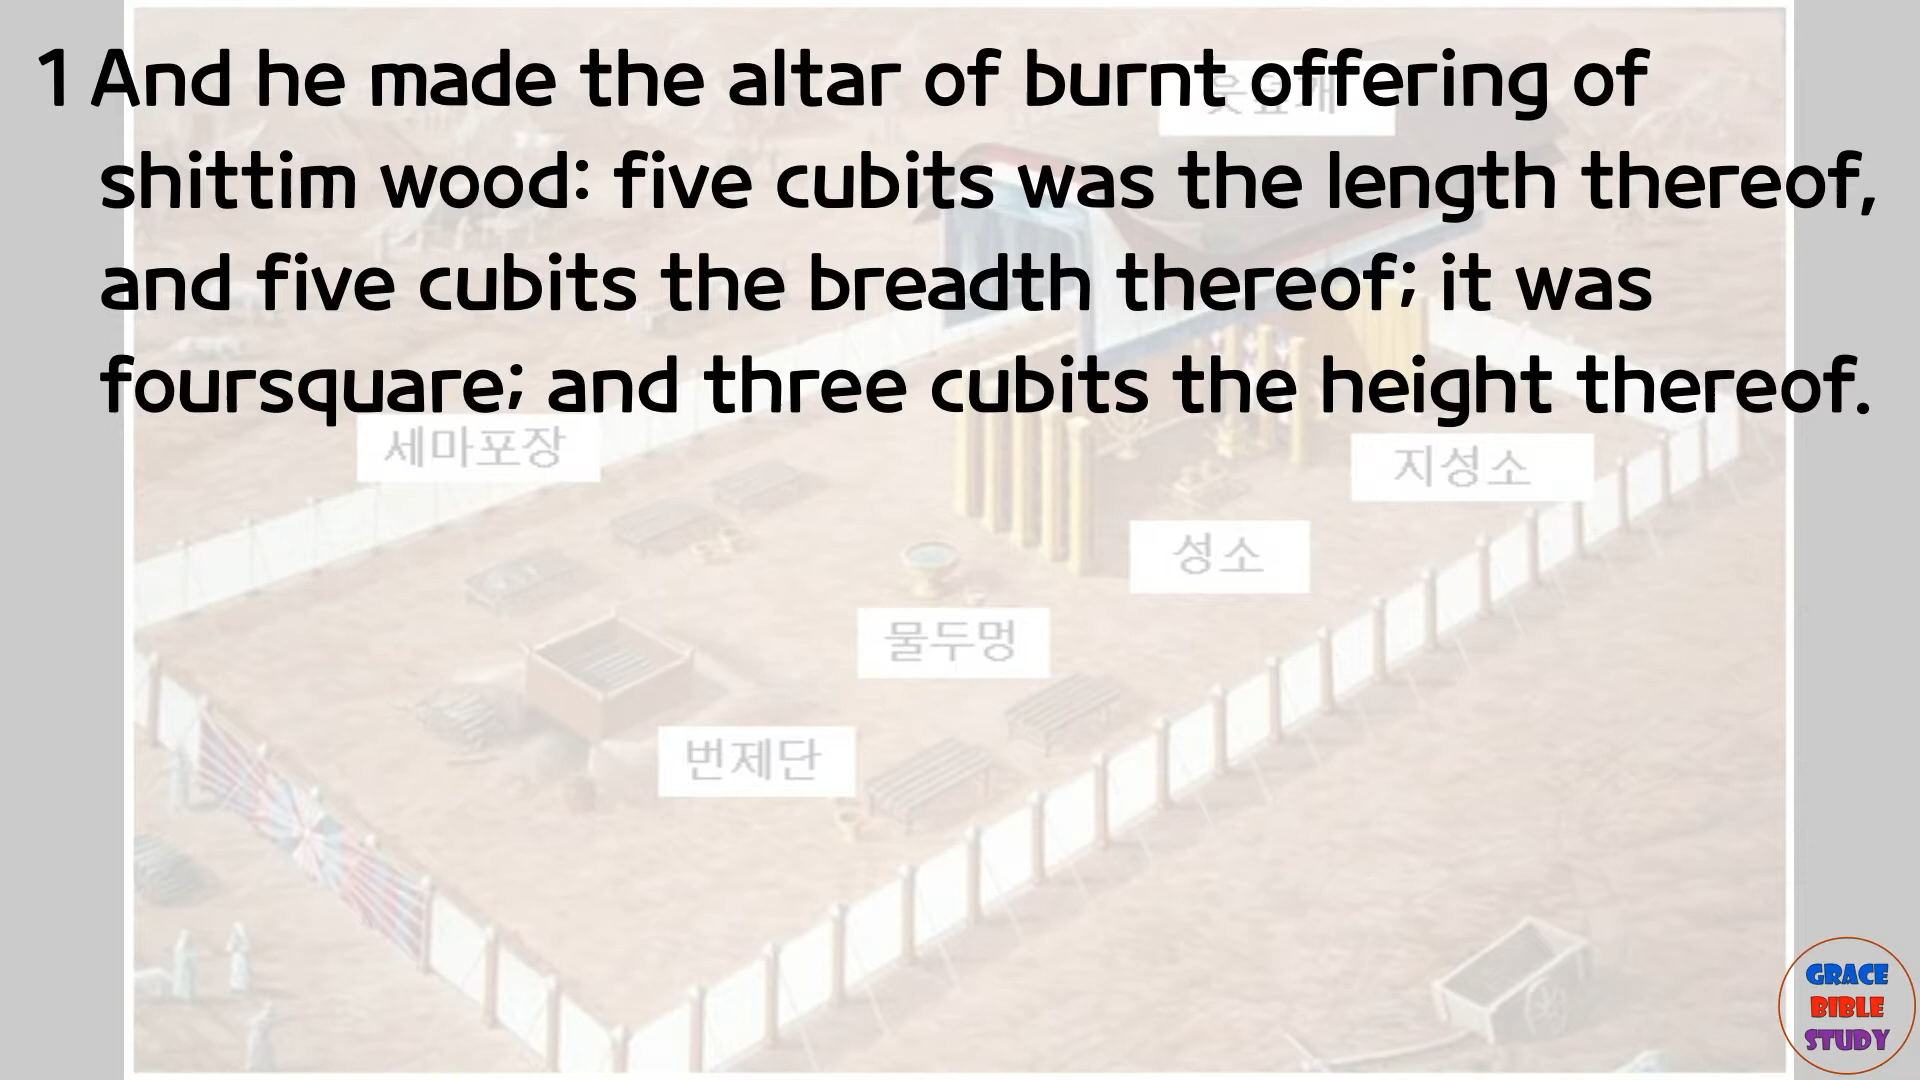 1 And he made the altar of burnt offering of
shittim wood: five cubits was the length thereof,
and five cubits the breadth thereof; it was
foursquare; and three cubits the height thereof.
세마포장
지성소
성소
물두멍
번제단
GRACE
BIBLE
STUDY